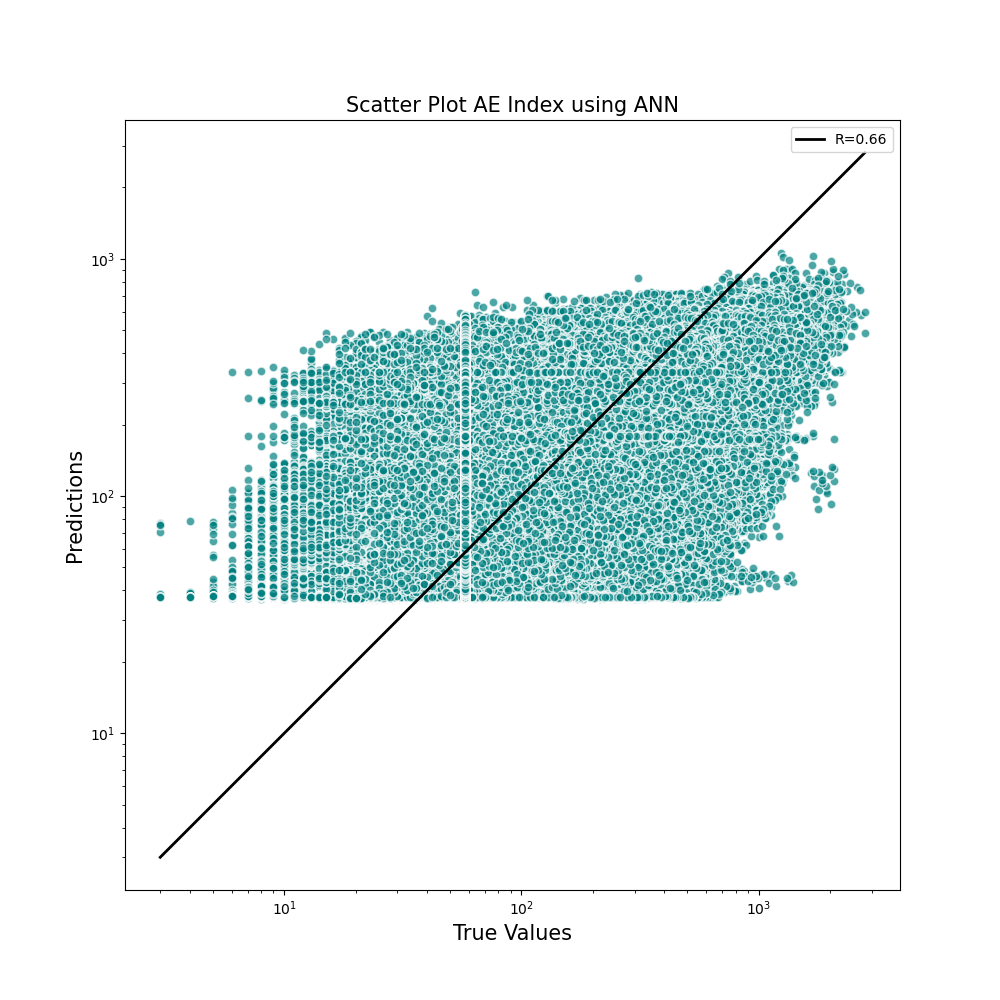 Scatter Plot AE Index using ANN
R=0.66
Predictions
10³
10²
10¹
10¹ 10² 10³
True Values